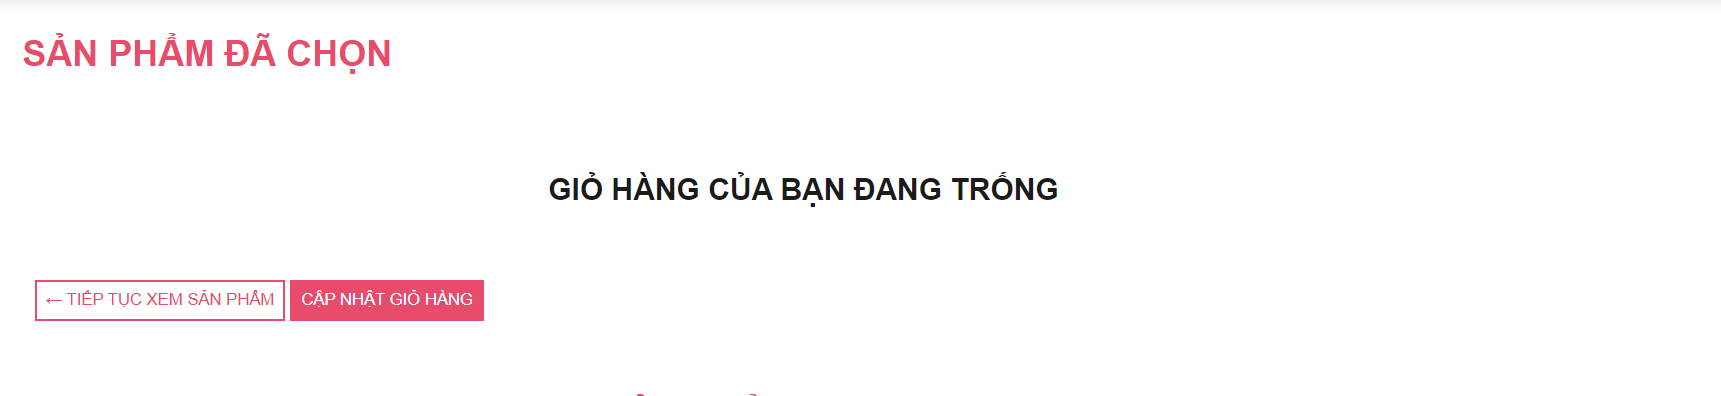 SẢN PHẨM ĐÃ CHỌN
GIỎ HÀNG CỦA BẠN ĐANG TRỐNG
← TIẾP TỤC XEM SẢN PHẨM
CẬP NHẬT GIỎ HÀNG